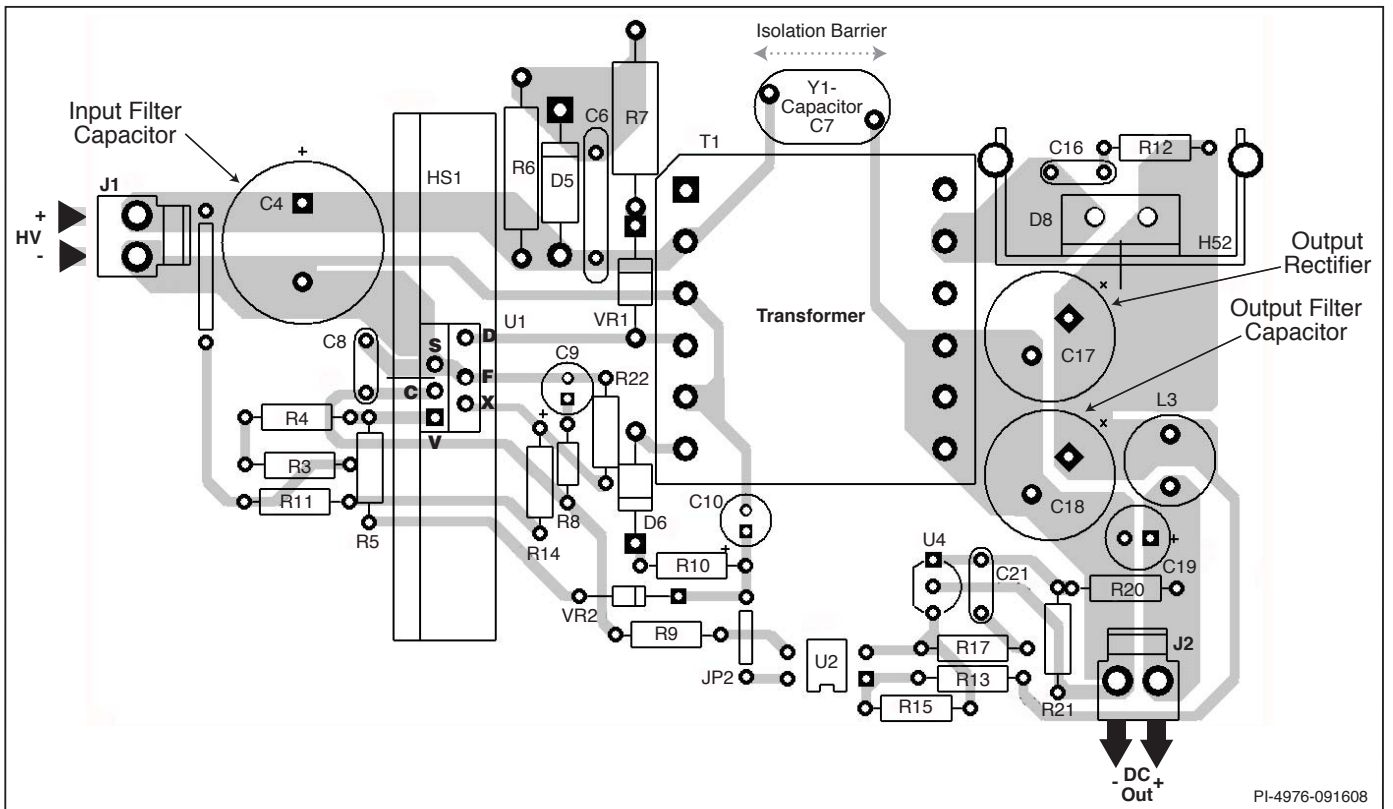 Isolation Barrier
Y1-
Capacitor
C7
Input Filter
Capacitor
+
C4
J1
+
HV
-
HS1
R6
D5
C6
R7
T1
C16
R12
D8
H52
Output
Rectifier
Output Filter
Capacitor
VR1
Transformer
x
C17
U1
D
S
F
C
X
V
C8
C9
R22
+
R4
R3
R11
R5
R14
R8
D6
C10
+
R10
VR2
R9
JP2
U2
x
C18
L3
U4
C21
+
C19
R20
R17
R13
R15
R21
J2
- DC +
Out
PI-4976-091608